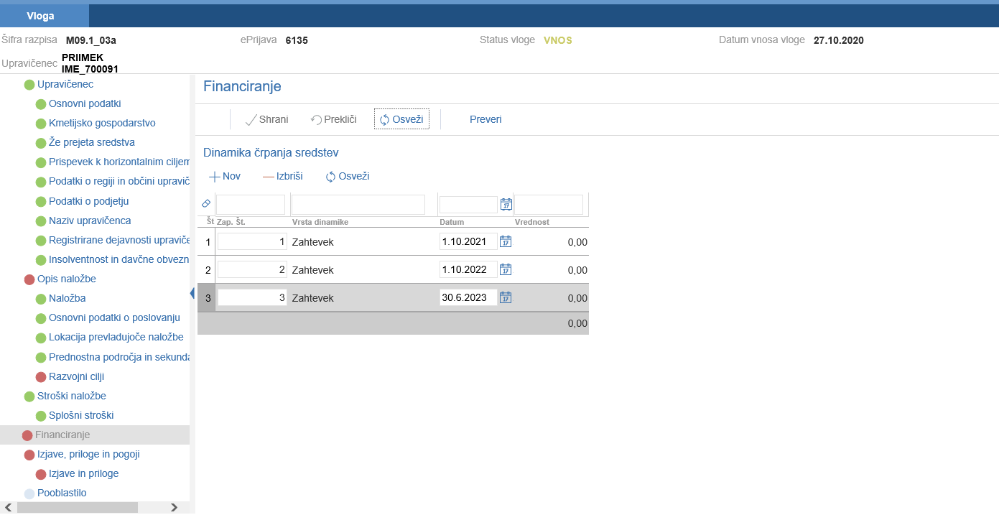 Vloga
Šifra razpisa M09.1_03a ePrijava 6135 Status vloge VNOS Datum vnosa vloge 27.10.2020
Upravičenec PRIIMEK
IME_700091
Upravičenec
Osnovni podatki
Kmetijsko gospodarstvo
Že prejeta sredstva
Prispevek k horizontalnim ciljem
Podatki o regiji in občini upravič
Podatki o podjetju
Naziv upravičenca
Registrirane dejavnosti upraviče
Insolventnost in davčne obvezn
Opis naložbe
Naložba
Osnovni podatki o poslovanju
Lokacija prevladujoče naložbe
Prednostna področja in sekunda
Razvojni cilji
Stroški naložbe
Splošni stroški
Financiranje
Izjave, priloge in pogoji
Izjave in priloge
Pooblastilo
Financiranje
Shrani Prekliči Osveži Preveri
Dinamika črpanja sredstev
Nov Izbriši Osveži
17
Št Zap. Št. Vrsta dinamike Datum Vrednost
1 1 Zahtevek 1.10.2021 17 0,00
2 2 Zahtevek 1.10.2022 17 0,00
3 3 Zahtevek 30.6.2023 17 0,00
0,00